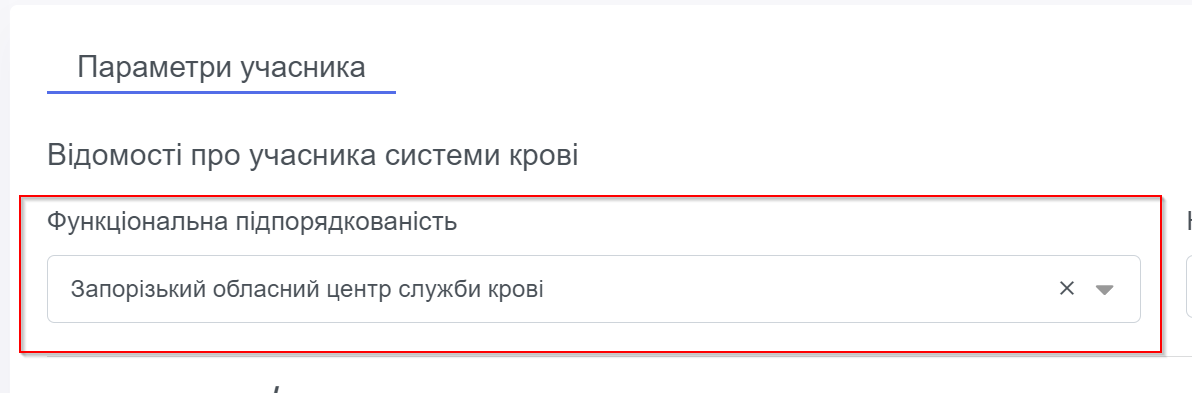 Параметри учасника
Відомості про учасника системи крові
Функціональна підпорядкованість
Запорізький обласний центр служби крові